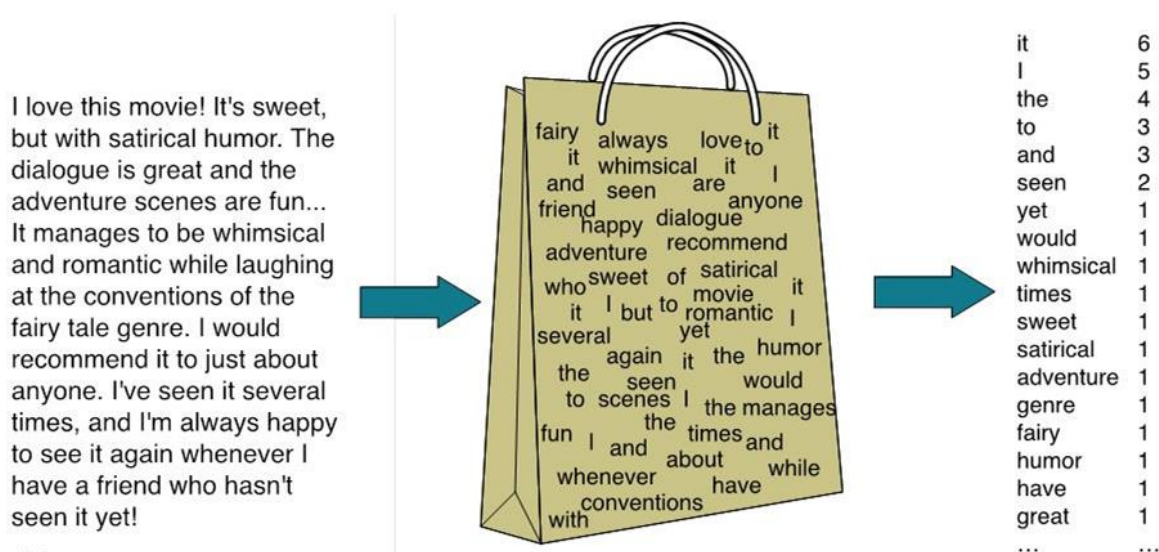 I love this movie! It's sweet,
but with satirical humor. The
dialogue is great and the
adventure scenes are fun...
It manages to be whimsical
and romantic while laughing
at the conventions of the
fairy tale genre. I would
recommend it to just about
anyone. I've seen it several
times, and I'm always happy
to see it again whenever I
have a friend who hasn't
seen it yet!
fairy always love to it
it whimsical it I
and seen are anyone
friend happy dialogue
adventure recommend
who sweet of satirical it
it I but to movie romantic I
several yet
again it the humor
the seen would
to scenes I the manages
fun I and the times and
whenever about while
conventions have
with
it 6
I 5
the 4
to 3
and 3
seen 2
yet 1
would 1
whimsical 1
times 1
sweet 1
satirical 1
adventure 1
genre 1
fairy 1
humor 1
have 1
great 1
... ...